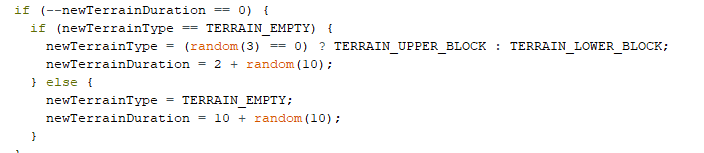 if (--newTerrainDuration == 0) {
if (newTerrainType == TERRAIN_EMPTY) {
newTerrainType = (random(3) == 0) ? TERRAIN_UPPER_BLOCK : TERRAIN_LOWER_BLOCK;
newTerrainDuration = 2 + random(10);
} else {
newTerrainType = TERRAIN_EMPTY;
newTerrainDuration = 10 + random(10);
}